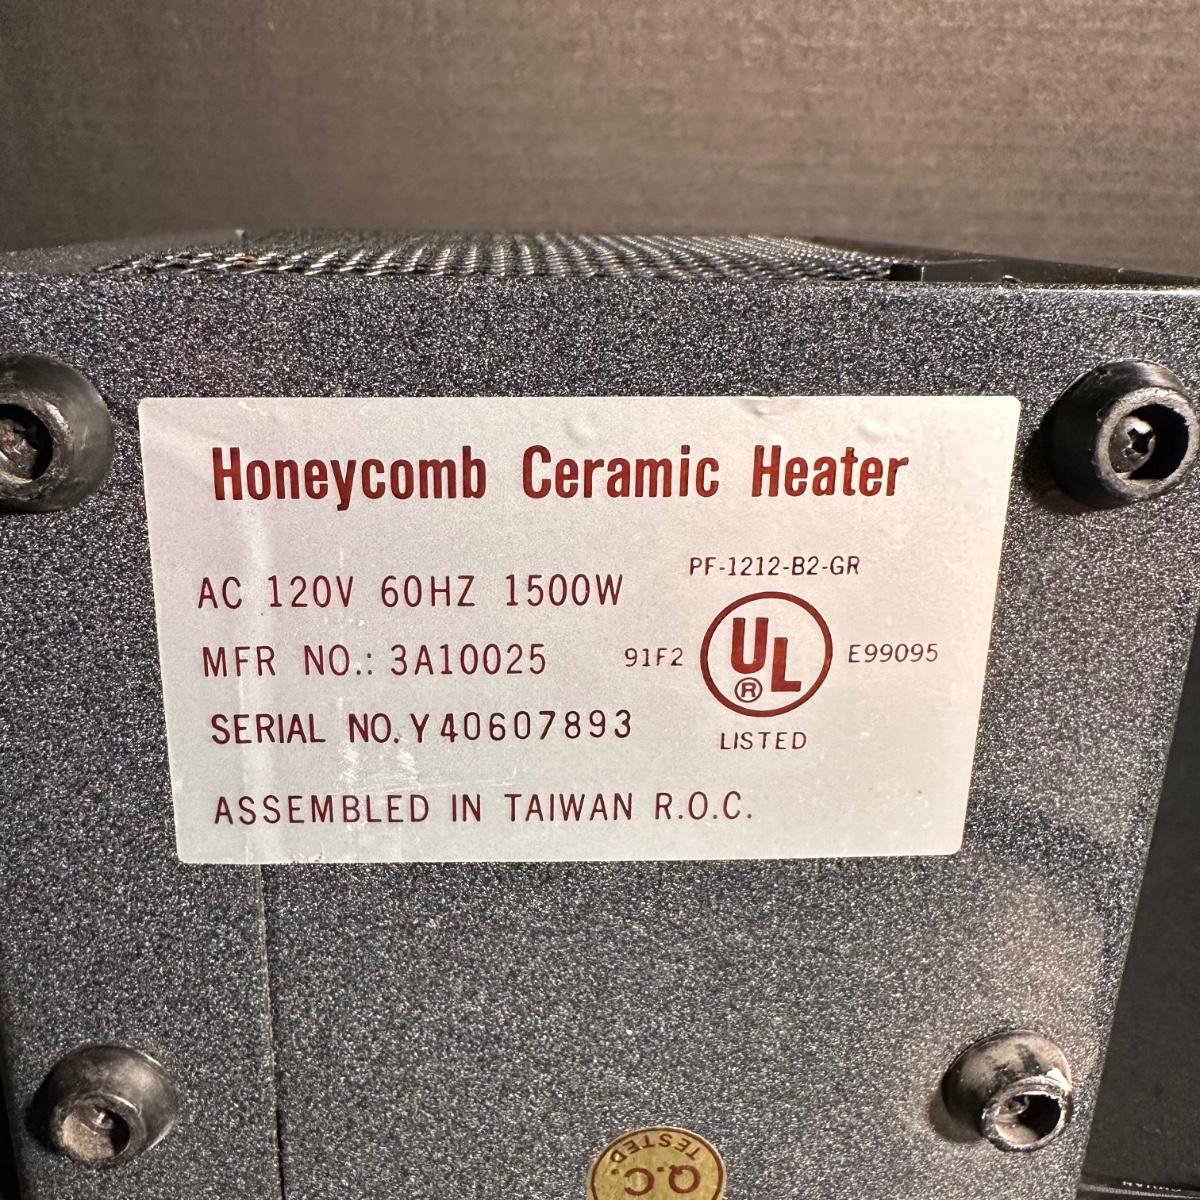 Honeycomb Ceramic Heater
PF-1212-B2-GR
AC 120V 60HZ 1500W
MFR NO.: 3A10025
91F2 UL ® E99095
SERIAL NO. Y40607893
LISTED
ASSEMBLED IN TAIWAN R.O.C.
Q.C.
TESTED.